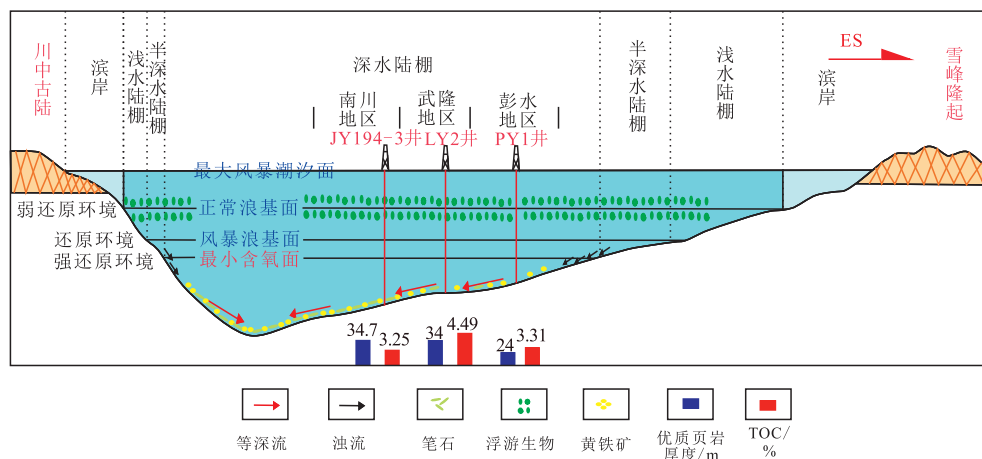 川中古陆
滨岸
浅水陆棚
半深水陆棚
深水陆棚
半深水陆棚
浅水陆棚
滨岸
ES
雪峰隆起
南川
地区
武隆
地区
彭水
地区
JY194-3井
LY2井
PY1井
最大风暴潮汐面
弱还原环境
正常浪基面
还原环境
风暴浪基面
强还原环境
最小含氧面
34.7
3.25
34
4.49
24
3.31
等深流
浊流
笔石
浮游生物
黄铁矿
优质页岩
厚度/m
TOC/
%